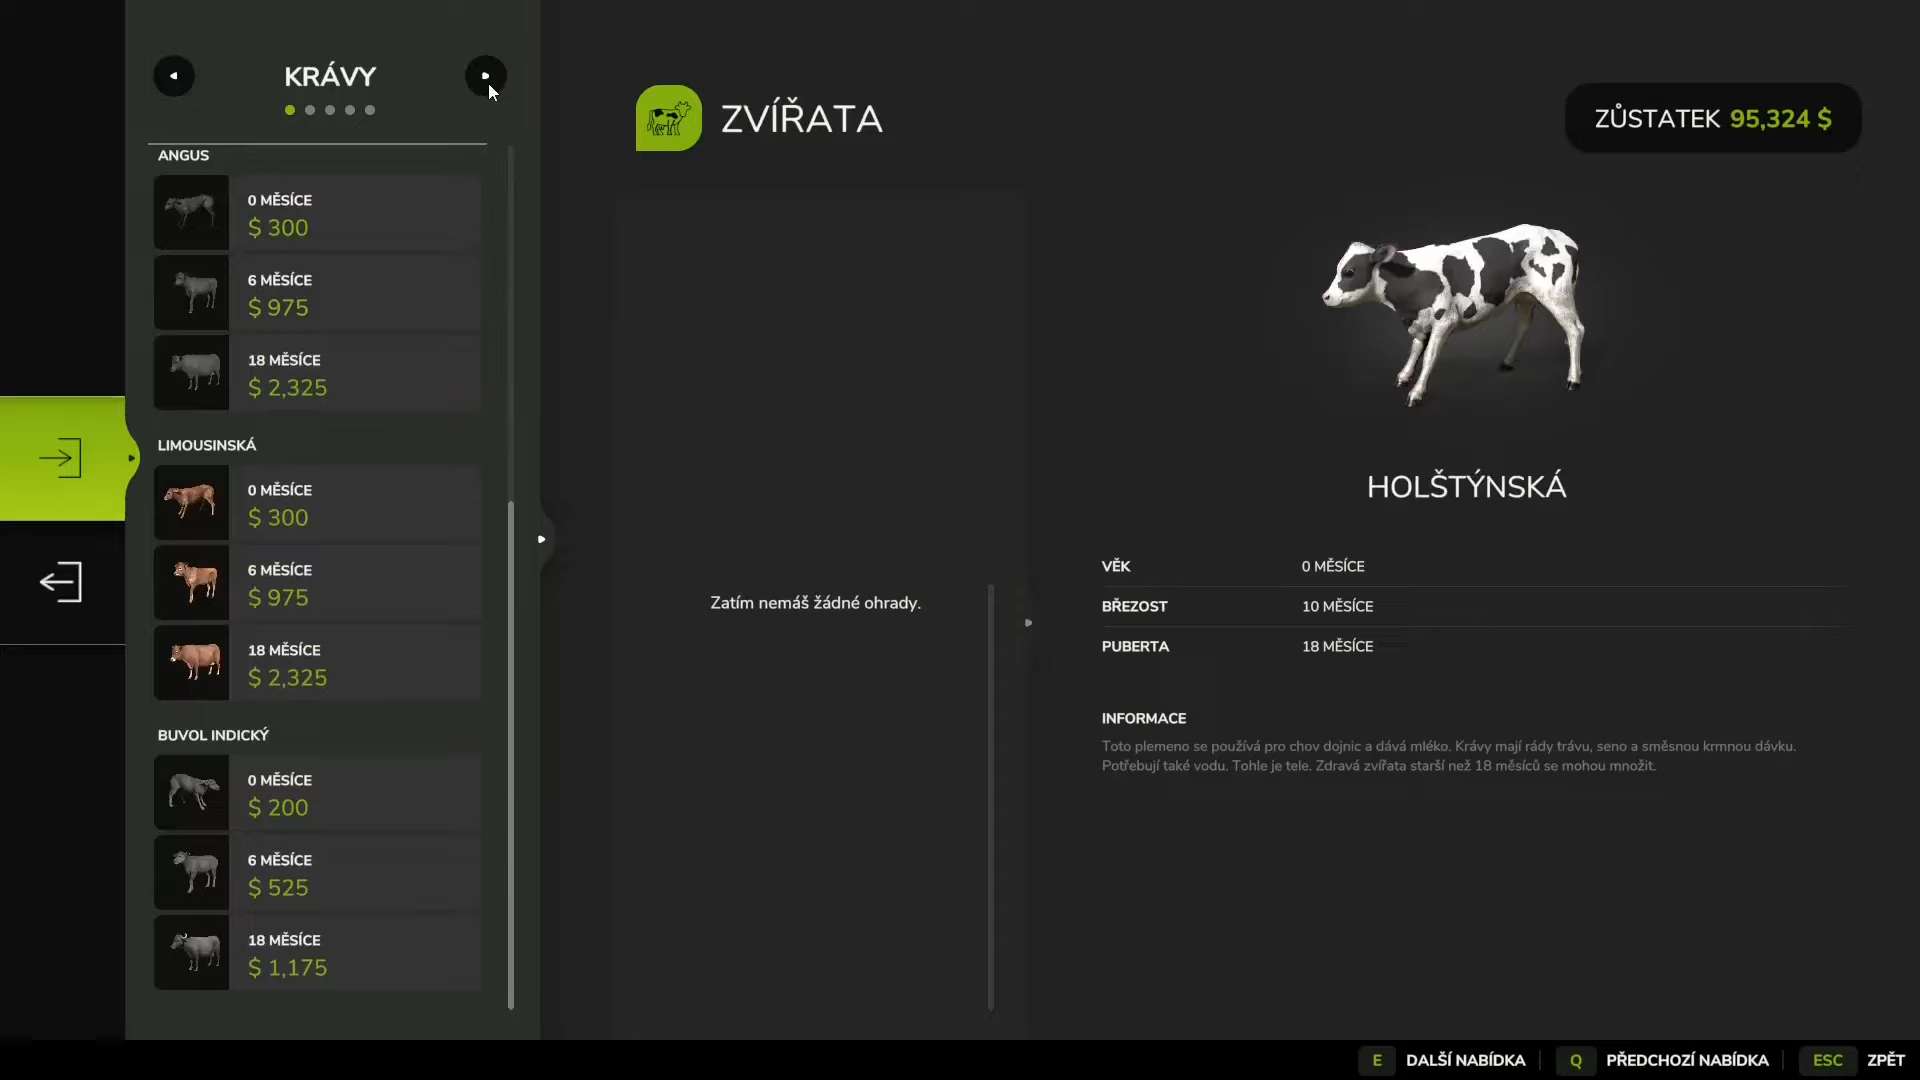 KRÁVY
ANGUS
0 MĚSÍCE
$ 300
6 MĚSÍCE
$ 975
18 MĚSÍCE
$ 2,325
LIMOUSINSKÁ
0 MĚSÍCE
$ 300
6 MĚSÍCE
$ 975
18 MĚSÍCE
$ 2,325
BUVOL INDICKÝ
0 MĚSÍCE
$ 200
6 MĚSÍCE
$ 525
18 MĚSÍCE
$ 1,175
ZVÍŘATA
Zatím nemáš žádné ohrady.
ZŮSTATEK 95,324 $
HOLŠTÝNSKÁ
VĚK 0 MĚSÍCE
BŘEZOST 10 MĚSÍCE
PUBERTA 18 MĚSÍCE
INFORMACE
Toto plemeno se používá pro chov dojnic a dává mléko. Krávy mají rády trávu, seno a směsnou krmnou dávku.
Potřebují také vodu. Tohle je tele. Zdravá zvířata starší než 18 měsíců se mohou množit.
E DALŠÍ NABÍDKA Q PŘEDCHOZÍ NABÍDKA ESC ZPĚT